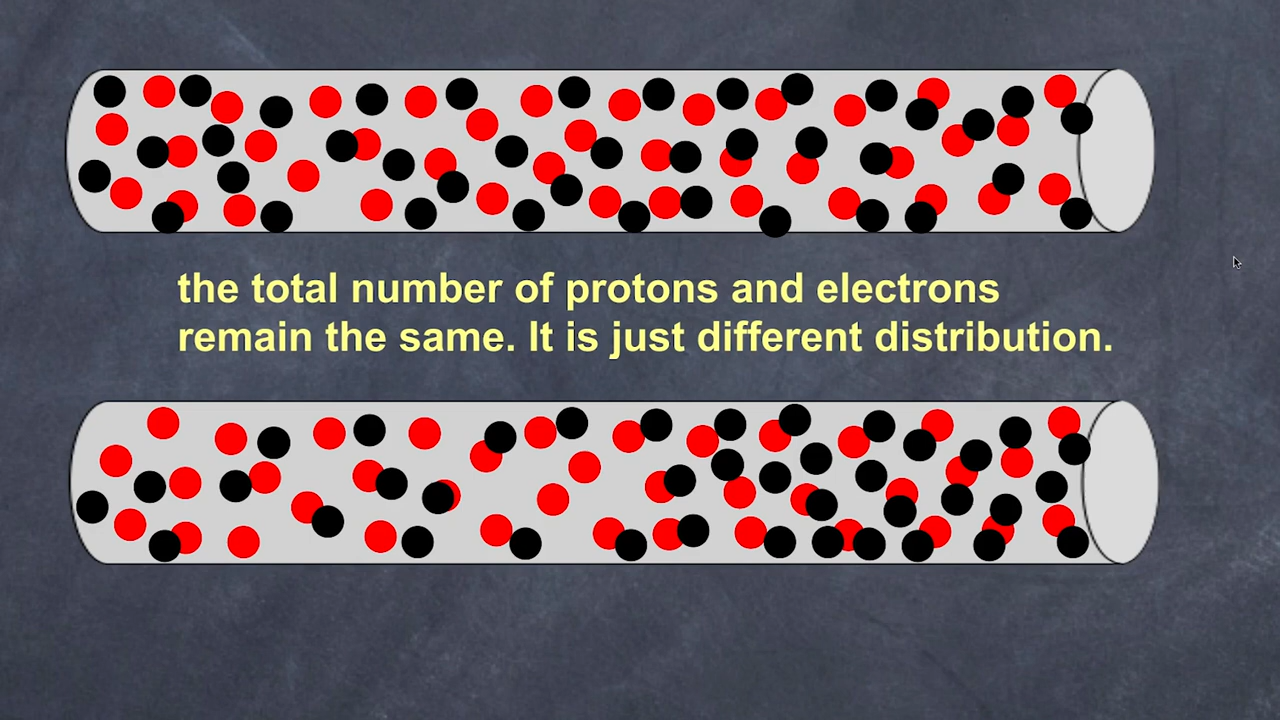 the total number of protons and electrons
remain the same. It is just different distribution.